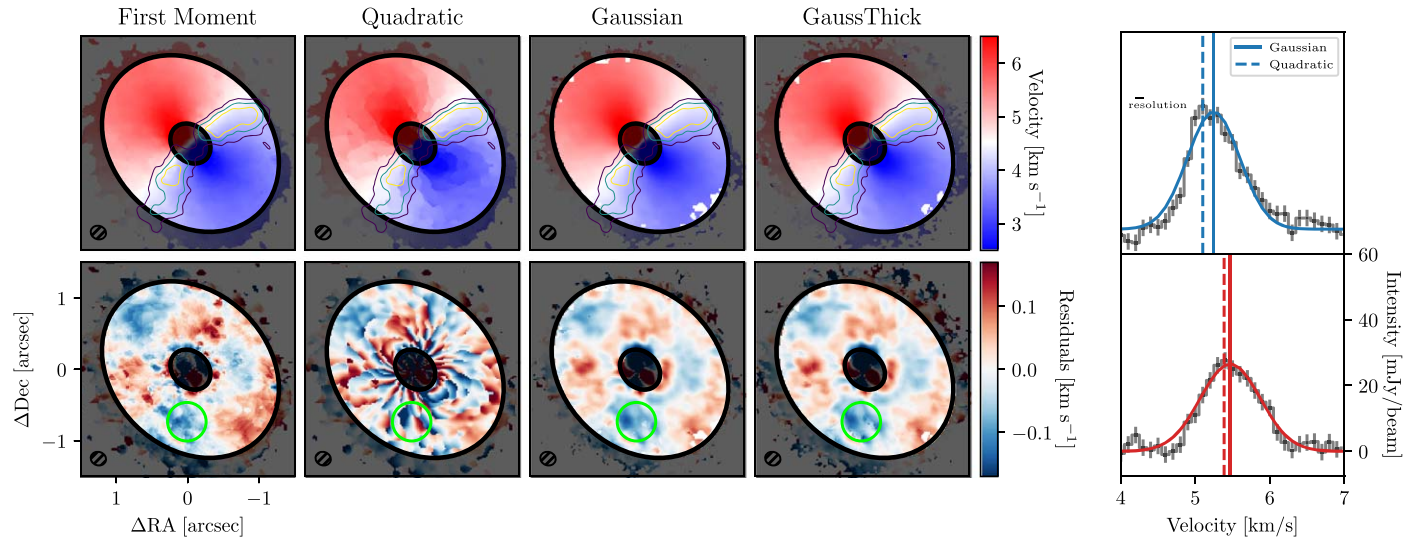 First Moment
Quadratic
Gaussian
GaussThick
6
5
4
3
Velocity [km s⁻¹]
Gaussian
Quadratic
resolution
1
0
−1
ΔDec [arcsec]
1
0
−1
ΔRA [arcsec]
0.1
0.0
−0.1
Residuals [km s⁻¹]
60
40
20
0
Intensity [mJy/beam]
4
5
6
7
Velocity [km/s]